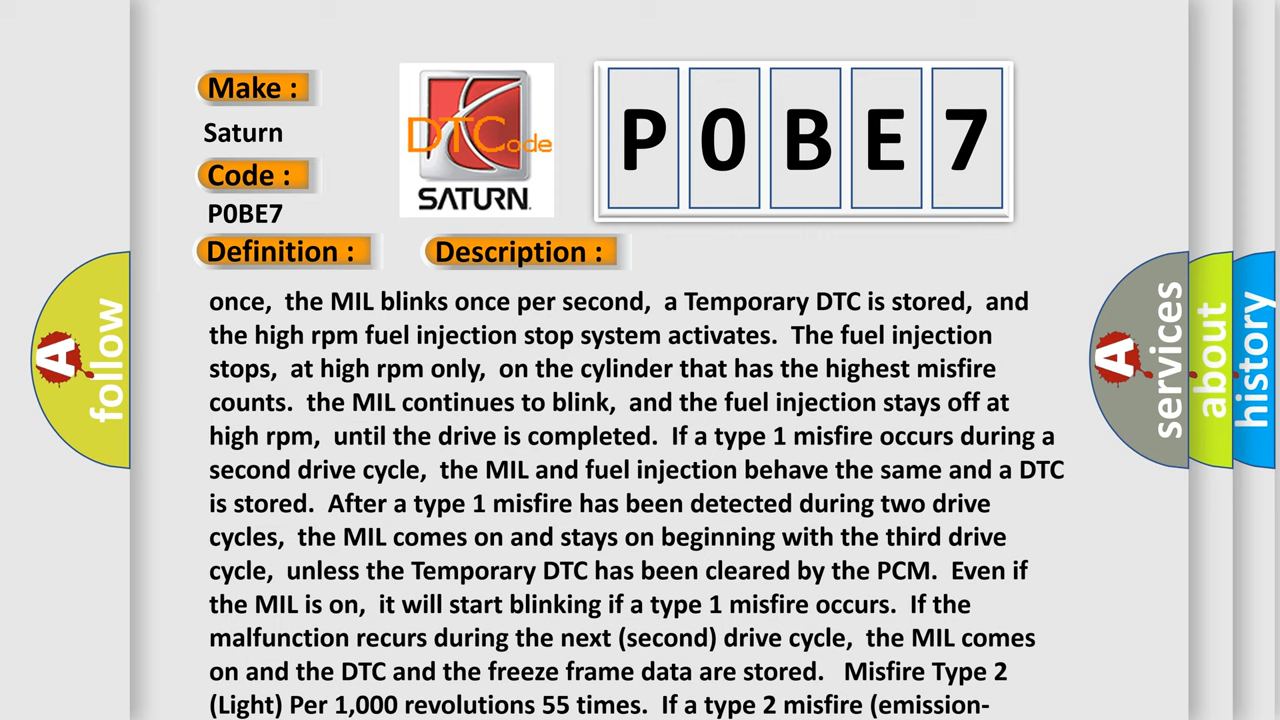 Make :
Saturn
Code :
P0BE7
DTCode
SATURN
P 0 B E 7
Definition :
Description :
once, the MIL blinks once per second, a Temporary DTC is stored, and
the high rpm fuel injection stop system activates. The fuel injection
stops, at high rpm only, on the cylinder that has the highest misfire
counts. the MIL continues to blink, and the fuel injection stays off at
high rpm, until the drive is completed. If a type 1 misfire occurs during a
second drive cycle, the MIL and fuel injection behave the same and a DTC
is stored. After a type 1 misfire has been detected during two drive
cycles, the MIL comes on and stays on beginning with the third drive
cycle, unless the Temporary DTC has been cleared by the PCM. Even if
the MIL is on, it will start blinking if a type 1 misfire occurs. If the
malfunction recurs during the next (second) drive cycle, the MIL comes
on and the DTC and the freeze frame data are stored. Misfire Type 2
(Light) Per 1,000 revolutions 55 times. If a type 2 misfire (emission-
A
follow
A
services
about
history